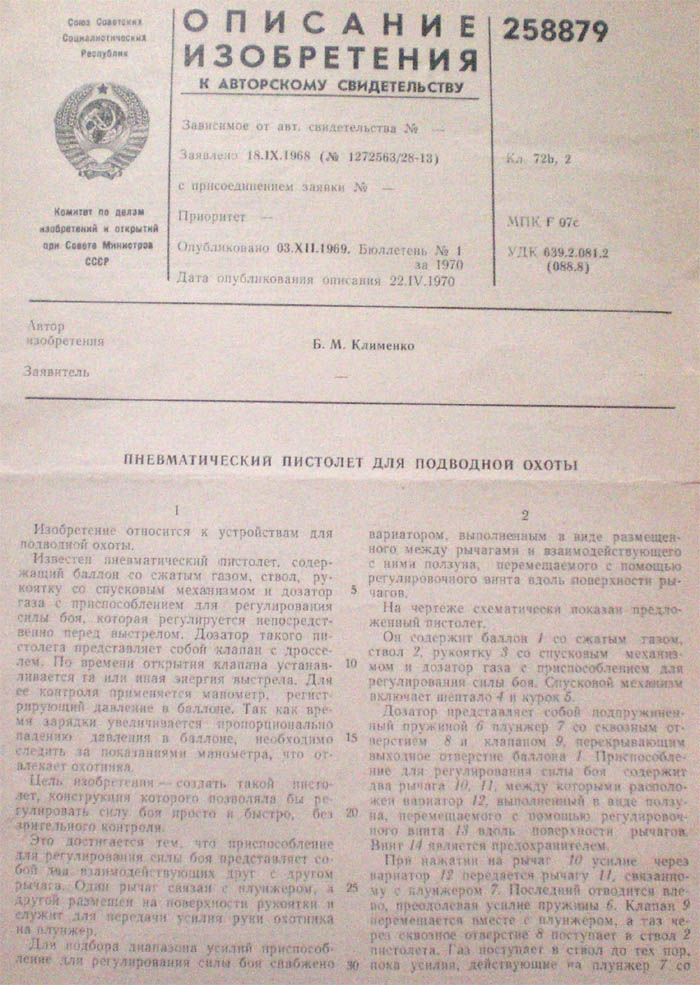 Союз Советских
Социалистических
Республик
Комитет по делам
изобретений и открытий
при Совете Министров
СССР
ОПИСАНИЕ
ИЗОБРЕТЕНИЯ
К АВТОРСКОМУ СВИДЕТЕЛЬСТВУ
258879
Зависимое от авт. свидетельства № —
Заявлено 18.IX.1968 (№ 1272563/28-13)
с присоединением заявки № —
Приоритет —
Опубликовано 03.XII.1969. Бюллетень № 1
за 1970
Дата опубликования описания 22.IV.1970
Кл. 72b, 2
МПК F 07c
УДК 639.2.081.2
(088.8)
Автор
изобретения
Б. М. Клименко
Заявитель
—
ПНЕВМАТИЧЕСКИЙ ПИСТОЛЕТ ДЛЯ ПОДВОДНОЙ ОХОТЫ
1
Изобретение относится к устройствам для
подводной охоты.
Известен пневматический пистолет, содер-
жащий баллон со сжатым газом, ствол, ру-
коятку со спусковым механизмом и дозатор
газа с приспособлением для регулирования
силы боя, которая регулируется непосредст-
венно перед выстрелом. Дозатор такого пи-
столета представляет собой клапан с дроссе-
лем. По времени открытия клапана устанав-
ливается та или иная энергия выстрела. Для
ее контроля применяется манометр, регист-
рирующий давление в баллоне. Так как вре-
мя зарядки увеличивается пропорционально
падению давления в баллоне, необходимо
следить за показаниями манометра, что от-
влекает охотника.
Цель изобретения — создать такой писто-
лет, конструкция которого позволяла бы ре-
гулировать силу боя просто и быстро, без
зрительного контроля.
Это достигается тем, что приспособление
для регулирования силы боя представляет со-
бой два взаимодействующих друг с другом
рычага. Один рычаг связан с плунжером, а
другой размещен на поверхности рукоятки и
служит для передачи усилия руки охотника
на плунжер.
Для подбора диапазона усилий приспособ-
ление для регулирования силы боя снабжено
5
10
15
20
25
30
2
вариатором, выполненным в виде размещен-
ного между рычагами и взаимодействующего
с ними ползуна, перемещаемого с помощью
регулировочного винта вдоль поверхности ры-
чагов.
На чертеже схематически показан предло-
женный пистолет.
Он содержит баллон 1 со сжатым газом,
ствол 2, рукоятку 3 со спусковым механиз-
мом и дозатор газа с приспособлением для
регулирования силы боя. Спусковой механизм
включает шептало 4 и курок 5.
Дозатор представляет собой подпружинен-
ный пружиной 6 плунжер 7 со сквозным от-
верстием 8 и клапаном 9, перекрывающим
выходное отверстие баллона 1. Приспособле-
ние для регулирования силы боя содержит
два рычага 10, 11, между которыми располо-
жен вариатор 12, выполненный в виде ползу-
на, перемещаемого с помощью регулировоч-
ного винта 13 вдоль поверхности рычагов.
Винт 14 является предохранителем.
При нажатии на рычаг 10 усилие через
вариатор 12 передается рычагу 11, связанно-
му с плунжером 7. Последний отводится вле-
во, преодолевая усилие пружины 6. Клапан 9
перемещается вместе с плунжером, а газ че-
рез сквозное отверстие 8 поступает в ствол 2
пистолета. Газ поступает в ствол до тех пор,
пока усилия, действующие на плунжер 7 со